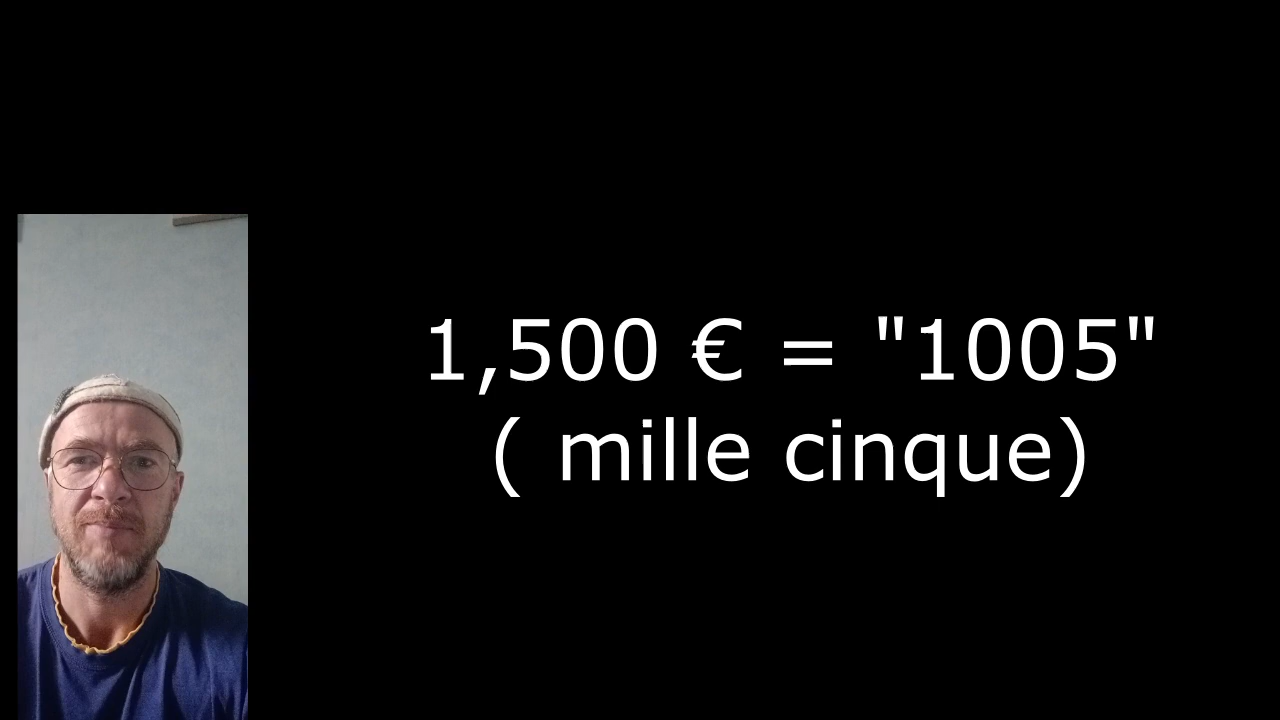 1,500 € = "1005"
( mille cinque)